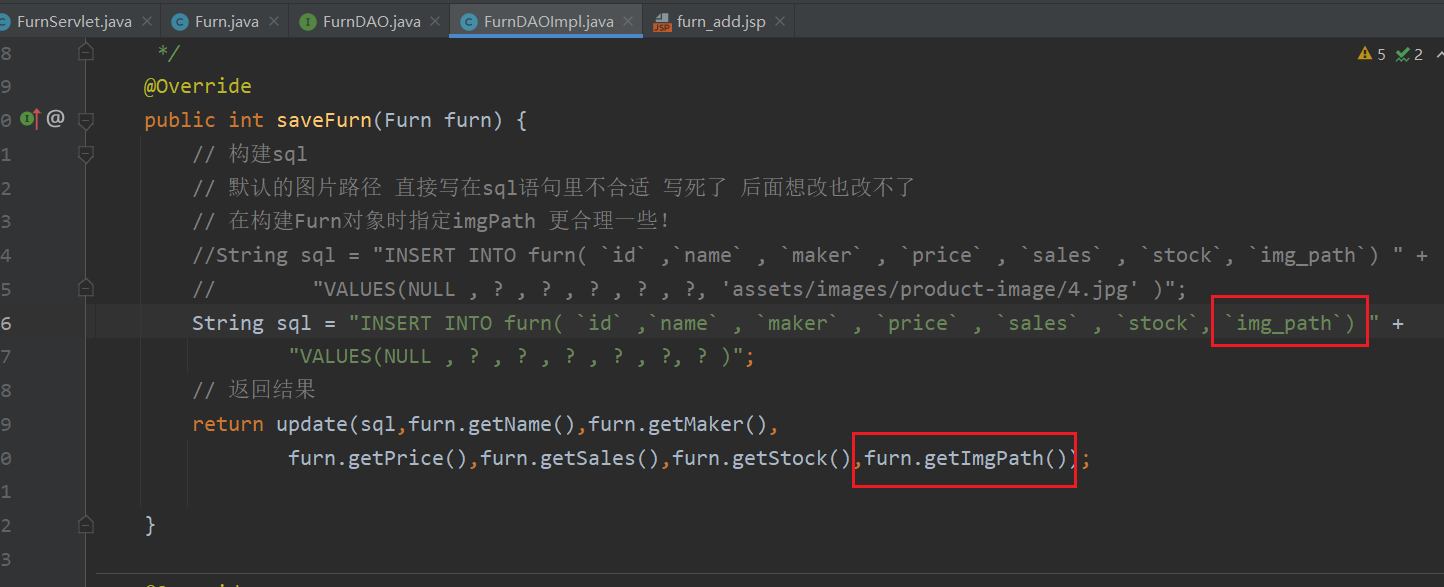 FurnServlet.java Furn.java FurnDAO.java FurnDAOImpl.java furn_add.jsp
8 */ 5 2
9 @Override
0 @ public int saveFurn(Furn furn) {
1 // 构建sql
2 // 默认的图片路径 直接写在sql语句里不合适 写死了 后面想改也改不了
3 // 在构建Furn对象时指定imgPath 更合理一些!
4 //String sql = "INSERT INTO furn( `id` ,`name` , `maker` , `price` , `sales` , `stock`, `img_path`) " +
5 // "VALUES(NULL , ? , ? , ? , ? , ?, 'assets/images/product-image/4.jpg' )";
6 String sql = "INSERT INTO furn( `id` ,`name` , `maker` , `price` , `sales` , `stock`, `img_path`) " +
7 "VALUES(NULL , ? , ? , ? , ? , ?, ? )";
8 // 返回结果
9 return update(sql,furn.getName(),furn.getMaker(),
0 furn.getPrice(),furn.getSales(),furn.getStock(),furn.getImgPath());
1
2 }
3